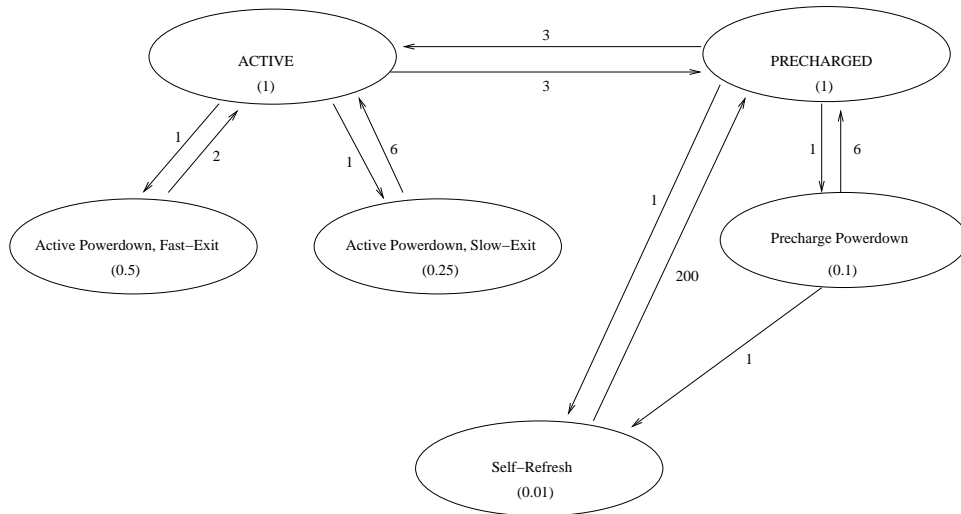 3
ACTIVE
(1)
PRECHARGED
(1)
3
1
2
1
6
1
6
1
Active Powerdown, Fast−Exit
(0.5)
Active Powerdown, Slow−Exit
(0.25)
Precharge Powerdown
(0.1)
200
1
Self−Refresh
(0.01)